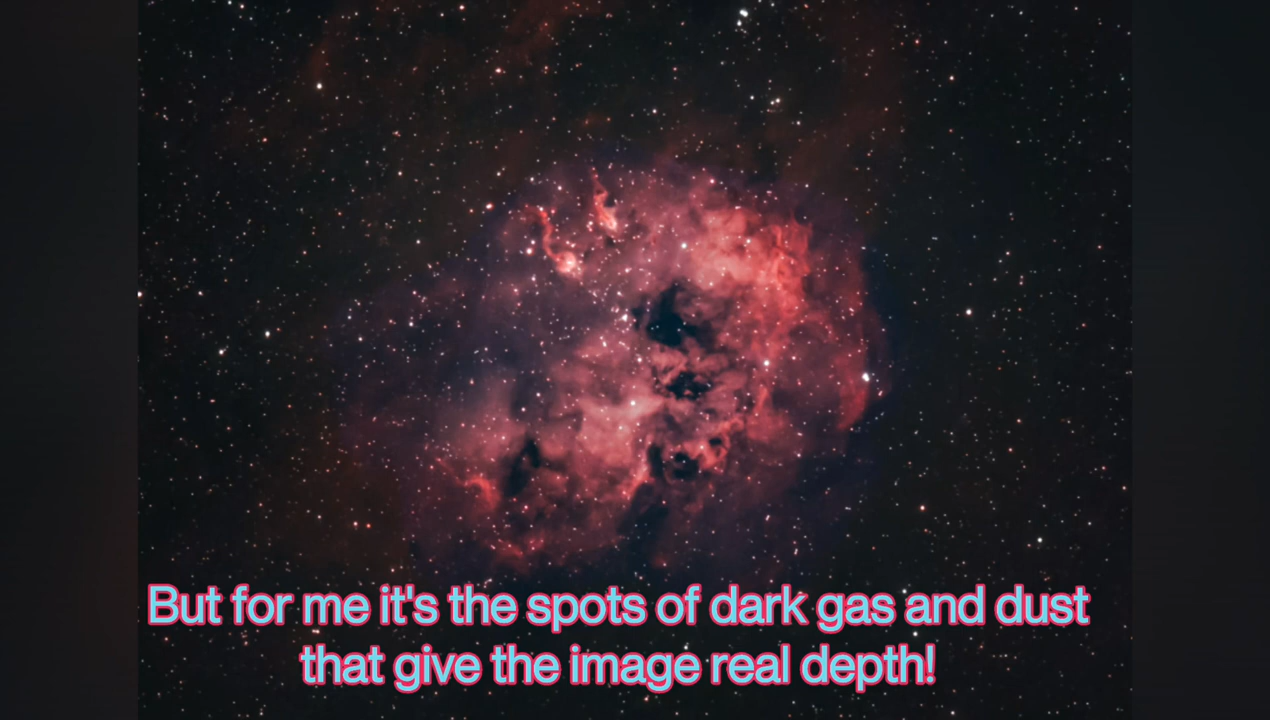 But for me it's the spots of dark gas and dust
that give the image real depth!